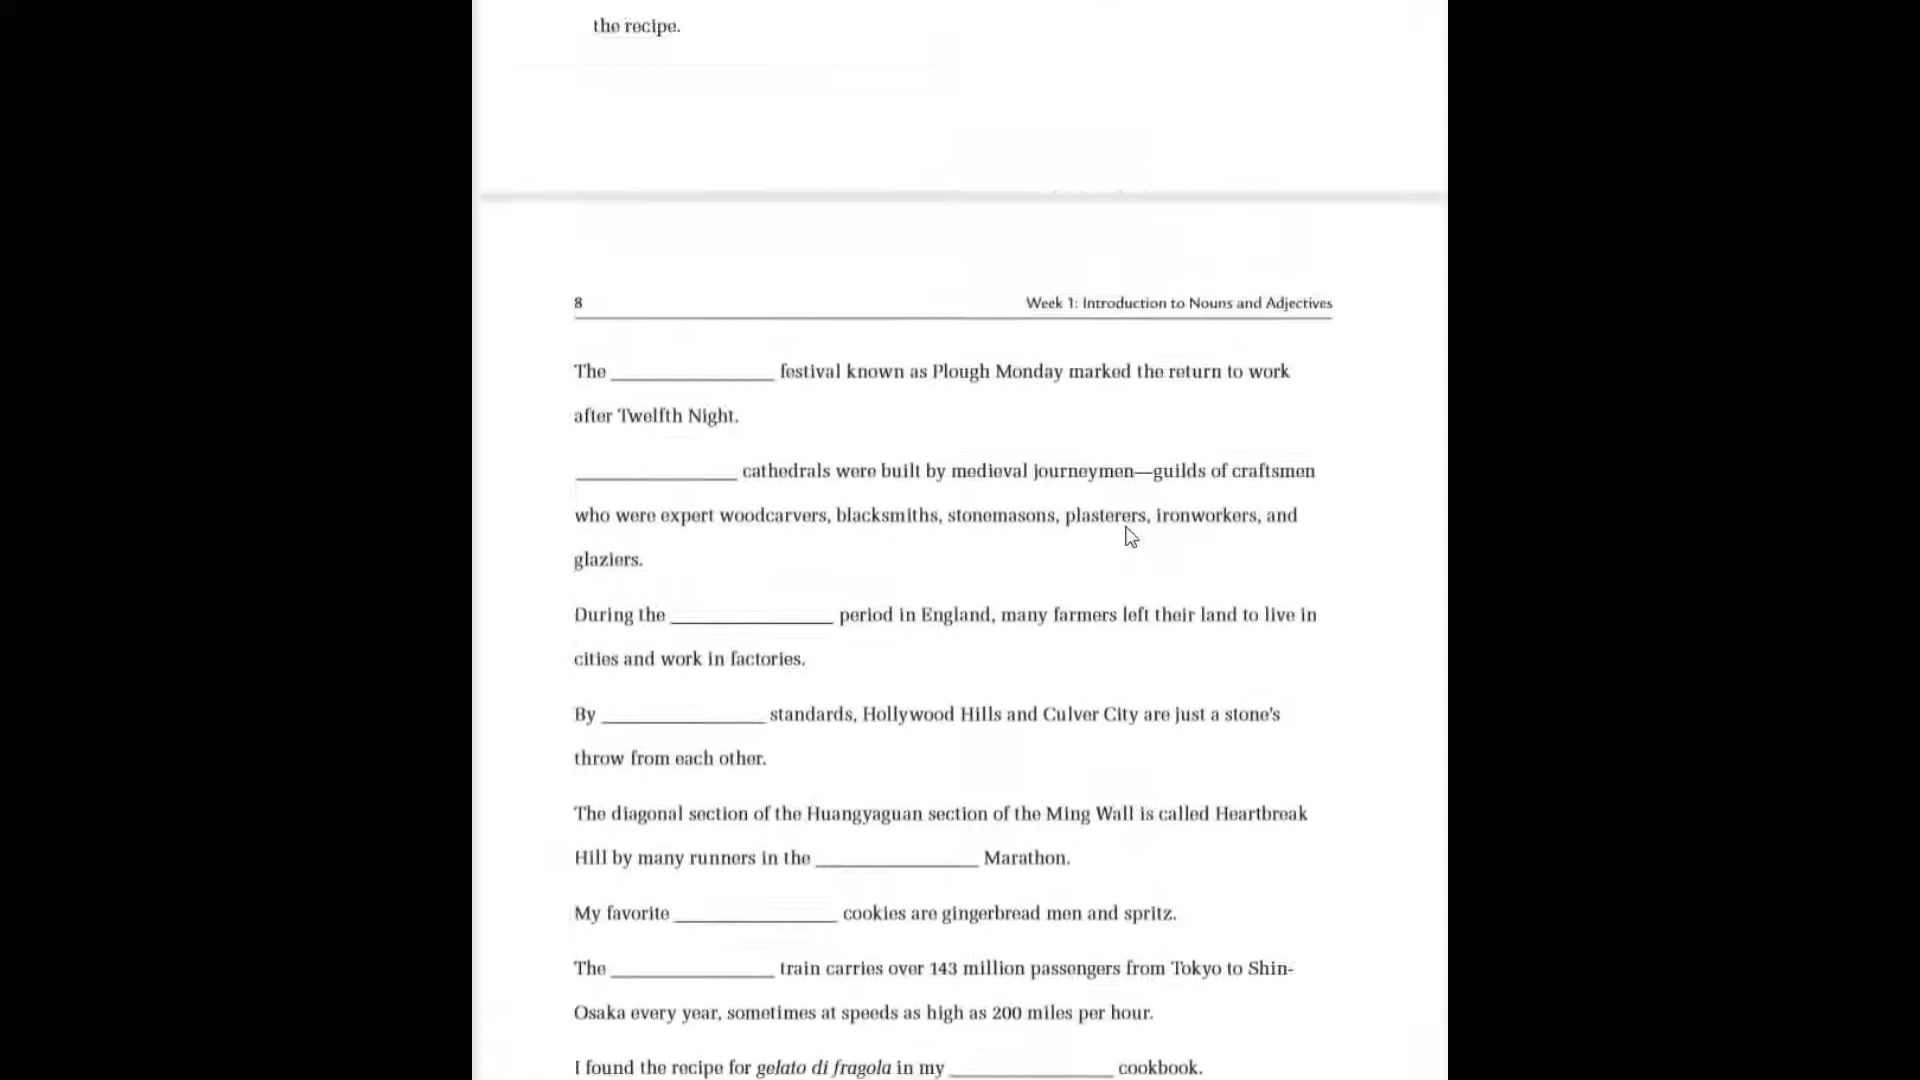 the recipe.
8 Week 1: Introduction to Nouns and Adjectives
The ________________ festival known as Plough Monday marked the return to work
after Twelfth Night.
________________ cathedrals were built by medieval journeymen—guilds of craftsmen
who were expert woodcarvers, blacksmiths, stonemasons, plasterers, ironworkers, and
glaziers.
During the ________________ period in England, many farmers left their land to live in
cities and work in factories.
By ________________ standards, Hollywood Hills and Culver City are just a stone's
throw from each other.
The diagonal section of the Huangyaguan section of the Ming Wall is called Heartbreak
Hill by many runners in the ________________ Marathon.
My favorite ________________ cookies are gingerbread men and spritz.
The ________________ train carries over 143 million passengers from Tokyo to Shin-
Osaka every year, sometimes at speeds as high as 200 miles per hour.
I found the recipe for gelato di fragola in my ________________ cookbook.